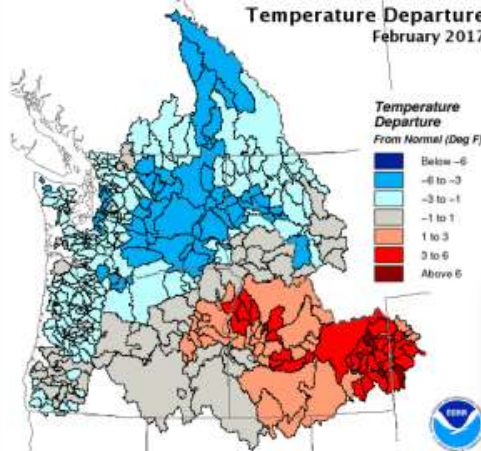 Temperature Departure
February 2017
Temperature
Departure
From Normal (Deg F)
Below -6
-6 to -3
-3 to -1
-1 to 1
1 to 3
3 to 6
Above 6